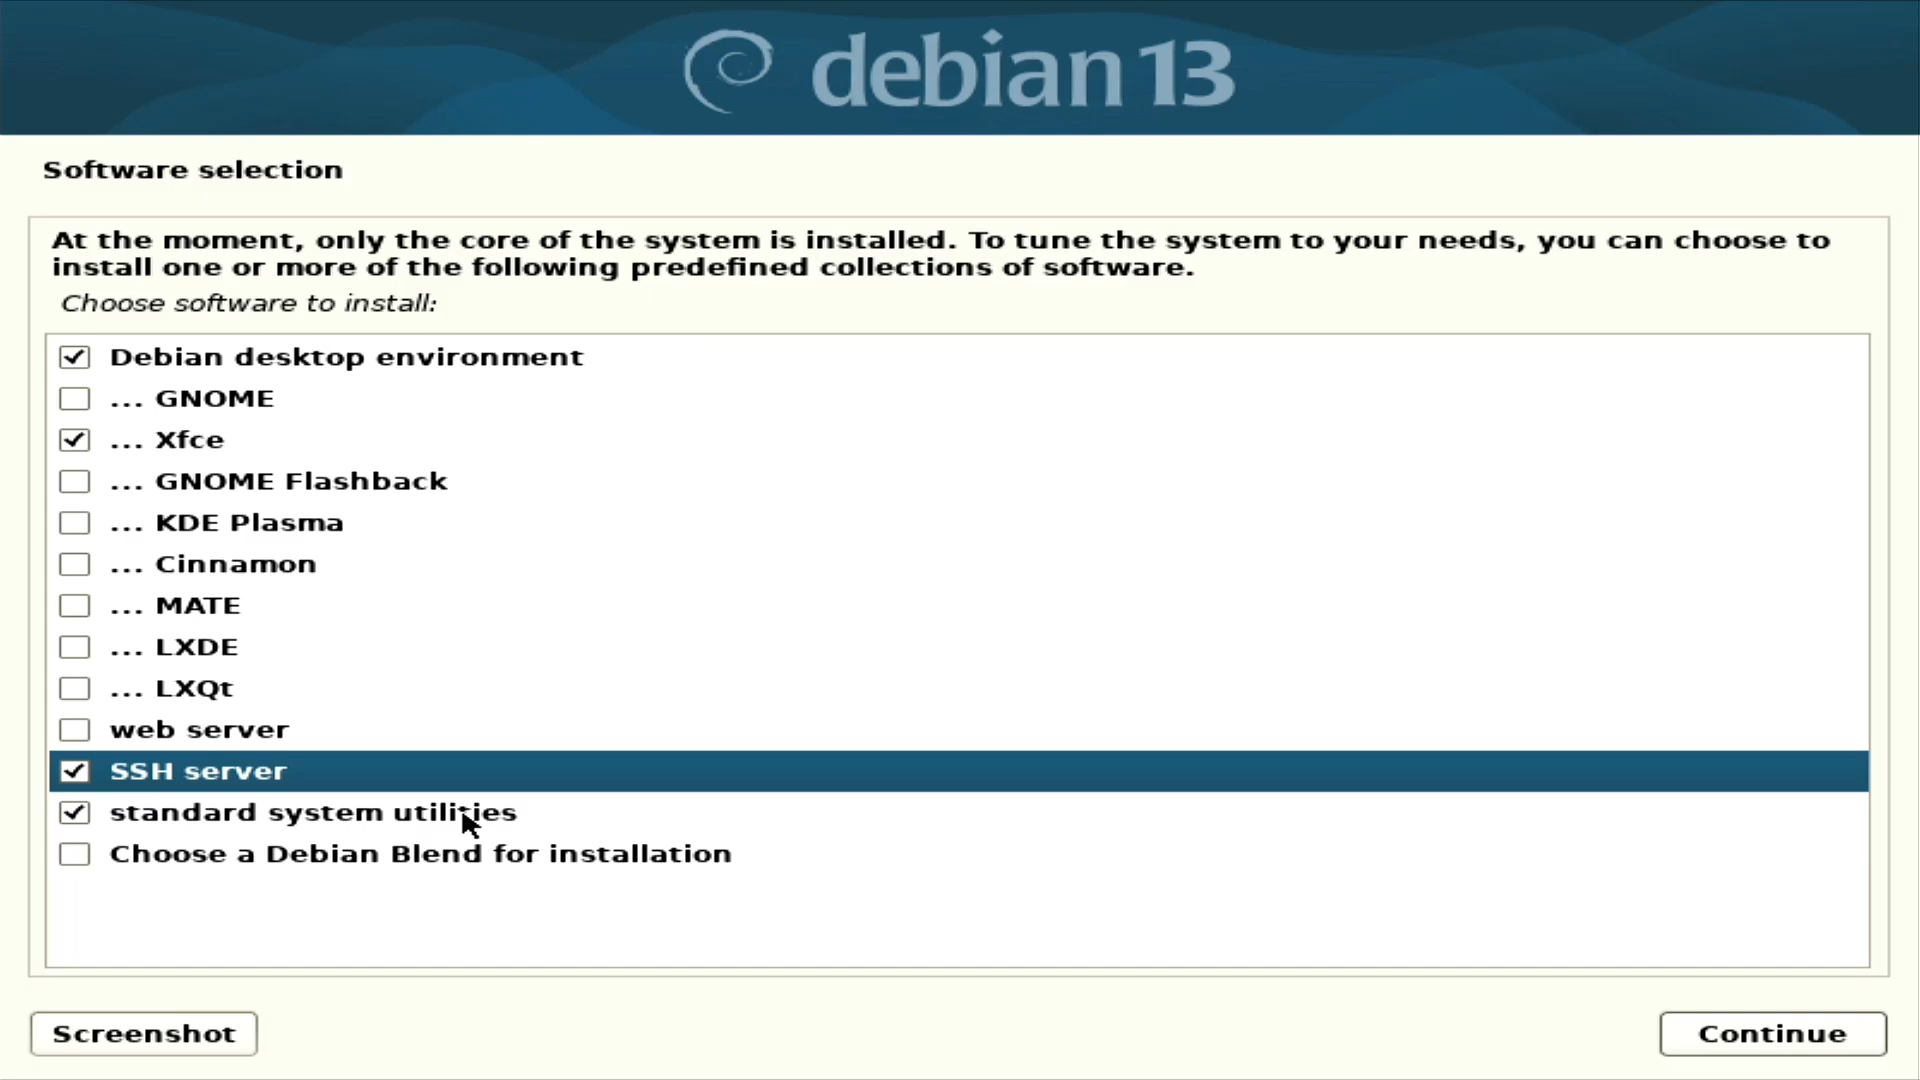 debian 13
Software selection
At the moment, only the core of the system is installed. To tune the system to your needs, you can choose to
install one or more of the following predefined collections of software.
Choose software to install:
Debian desktop environment
... GNOME
... Xfce
... GNOME Flashback
... KDE Plasma
... Cinnamon
... MATE
... LXDE
... LXQt
web server
SSH server
standard system utilities
Choose a Debian Blend for installation
Screenshot
Continue